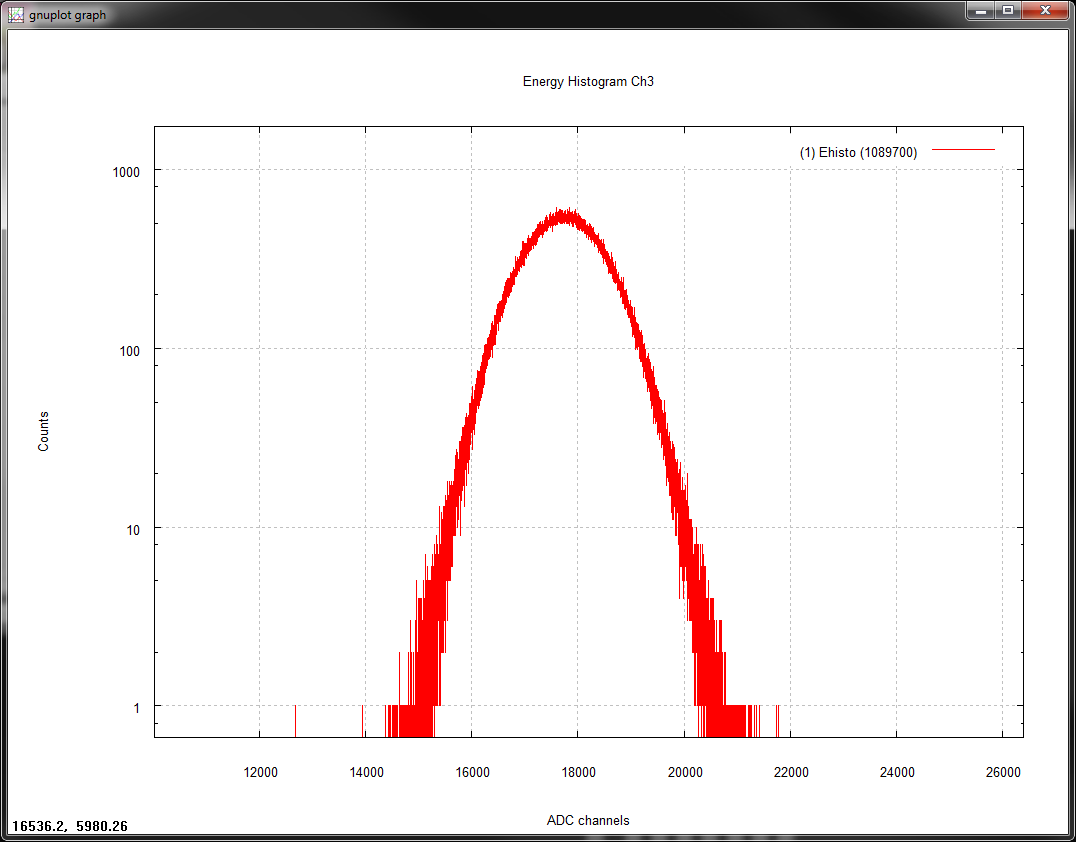 gnuplot graph
Energy Histogram Ch3
(1) Ehisto (1089700)
1000
100
10
1
Counts
12000 14000 16000 18000 20000 22000 24000 26000
ADC channels
16536.2, 5980.26